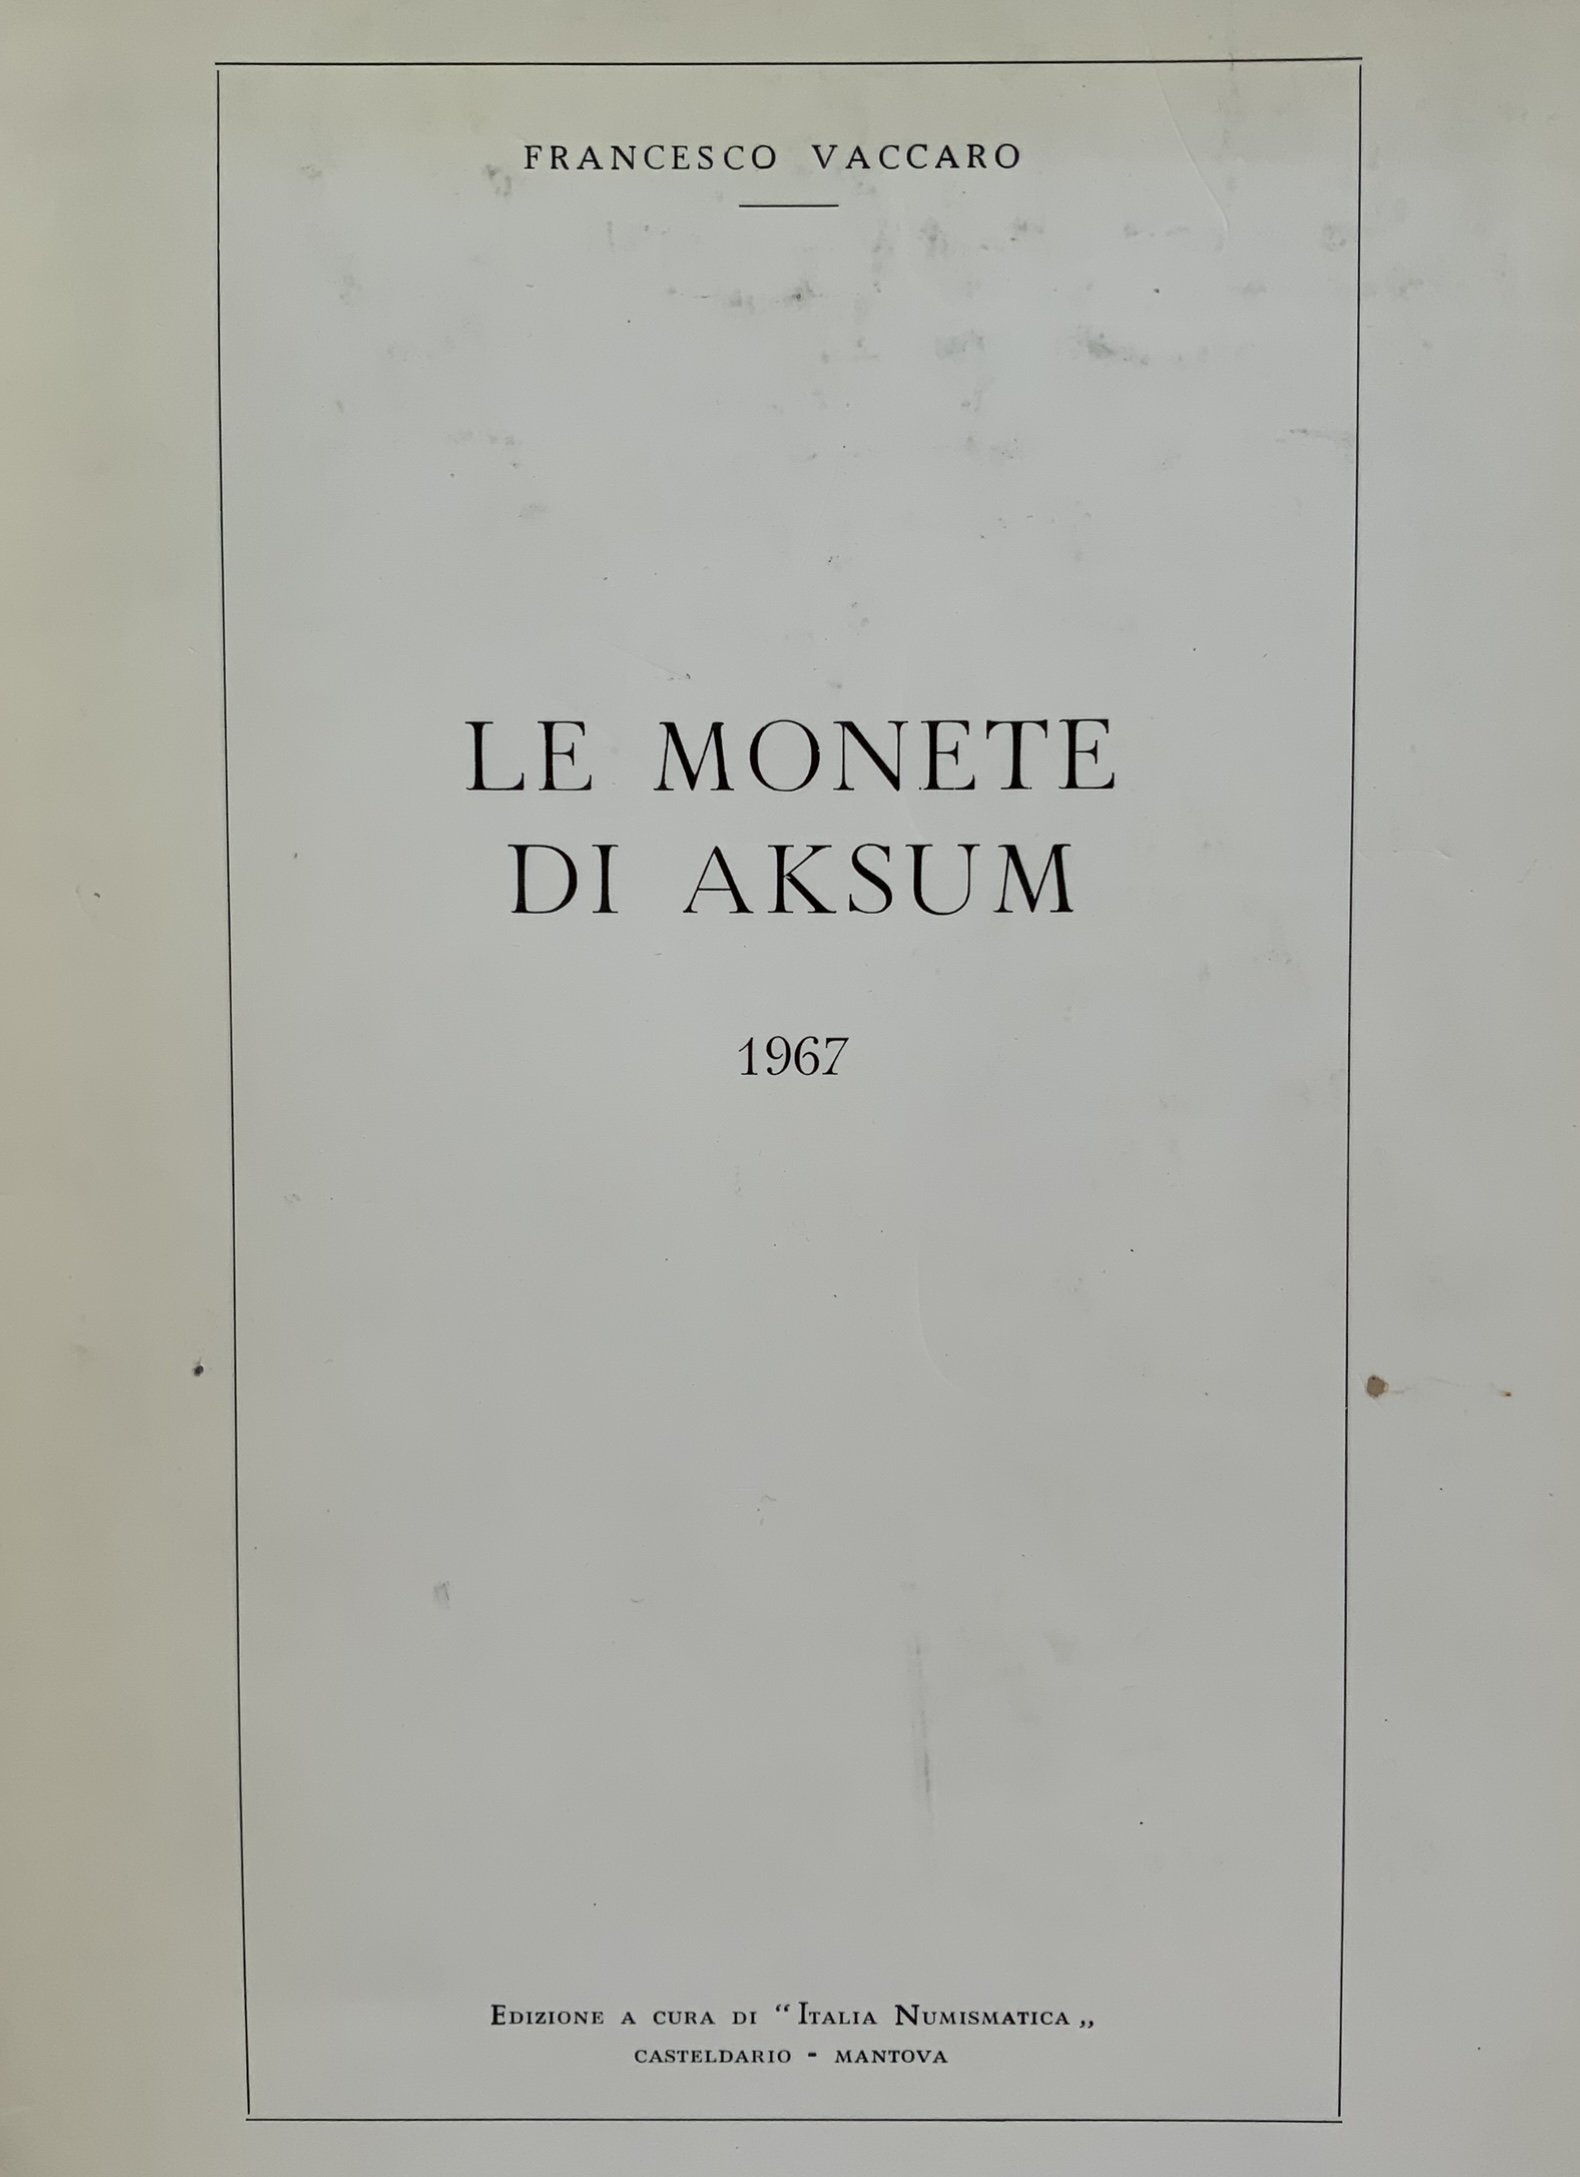 FRANCESCO VACCARO
LE MONETE
DI AKSUM
1967
EDIZIONE A CURA DI “ITALIA NUMISMATICA„
CASTELDARIO - MANTOVA